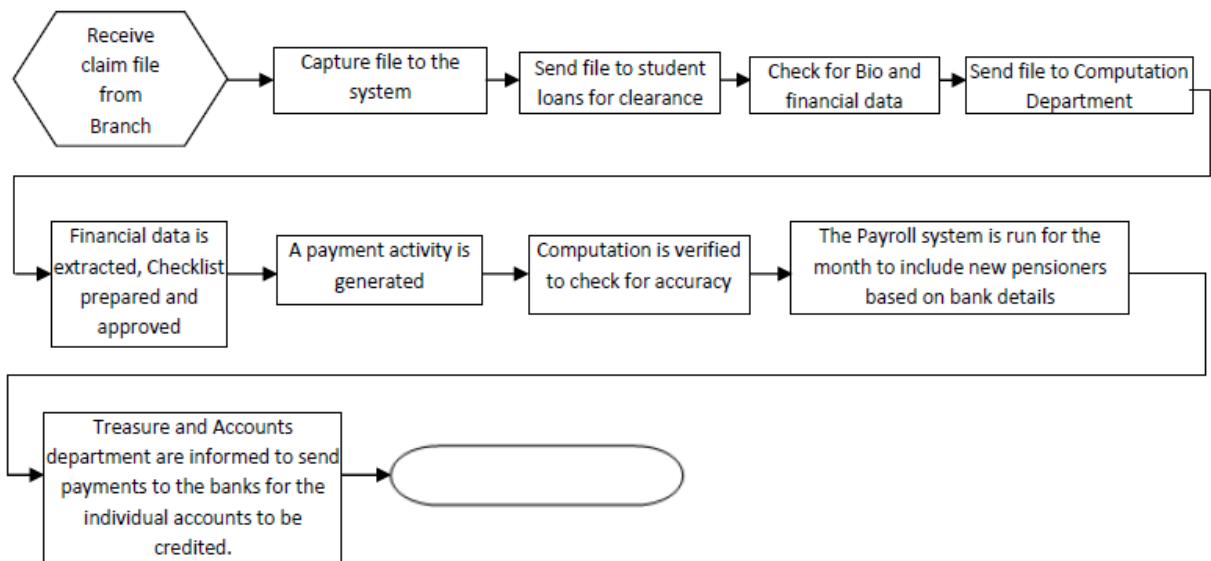 Receive
claim file
from
Branch
Capture file to the
system
Send file to student
loans for clearance
Check for Bio and
financial data
Send file to Computation
Department
Financial data is
extracted, Checklist
prepared and
approved
A payment activity is
generated
Computation is verified
to check for accuracy
The Payroll system is run for the
month to include new pensioners
based on bank details
Treasure and Accounts
department are informed to send
payments to the banks for the
individual accounts to be
credited.